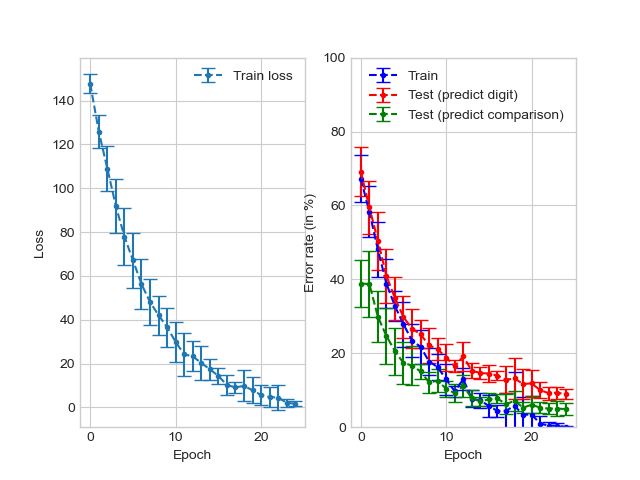 Train loss
Loss
140
120
100
80
60
40
20
0
0
10
20
Epoch
Train
Test (predict digit)
Test (predict comparison)
Error rate (in %)
100
80
60
40
20
0
0
10
20
Epoch